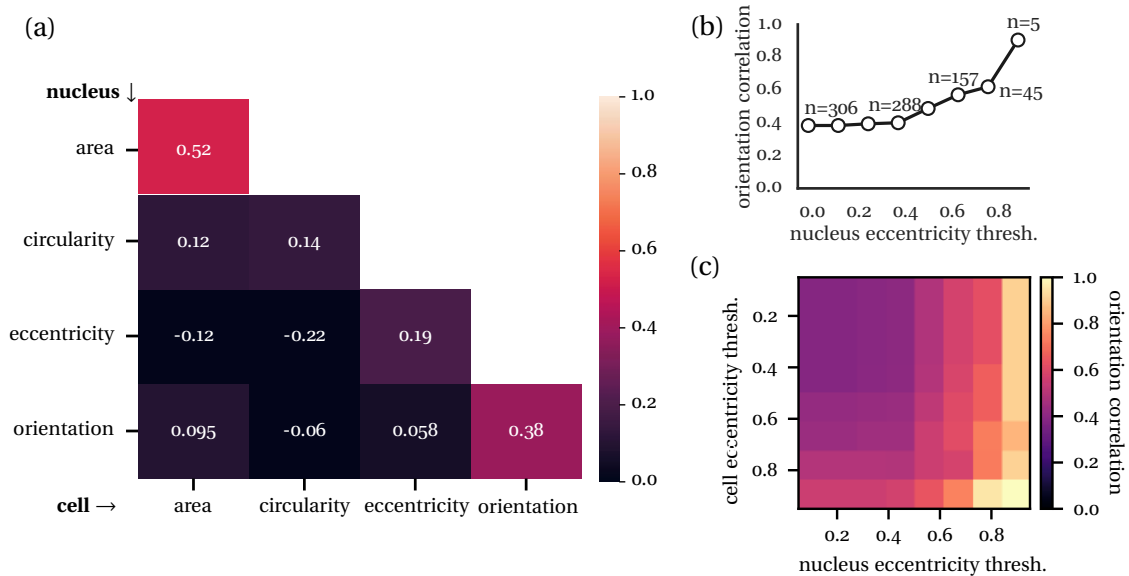 (a)
nucleus ↓
area
circularity
eccentricity
orientation
0.52
0.12 0.14
-0.12 -0.22 0.19
0.095 -0.06 0.058 0.38
cell → area circularity eccentricity orientation
1.0
0.8
0.6
0.4
0.2
0.0
(b)
orientation correlation
1.0
0.8
0.6
0.4
0.2
0.0
n=306
n=288
n=157
n=45
n=5
0.0 0.2 0.4 0.6 0.8
nucleus eccentricity thresh.
(c)
cell eccentricity thresh.
0.2
0.4
0.6
0.8
0.2 0.4 0.6 0.8
nucleus eccentricity thresh.
1.0
0.8
0.6
0.4
0.2
0.0
orientation correlation